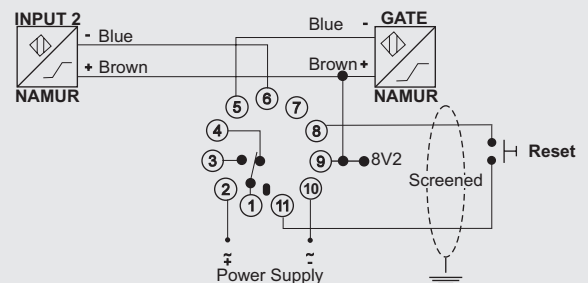 INPUT 2
- Blue
+ Brown
NAMUR
Blue -
GATE
Brown +
NAMUR
5
6
7
4
8
3
9
8V2
2
1
11
10
Screened
Reset
~
+
~
-
Power Supply